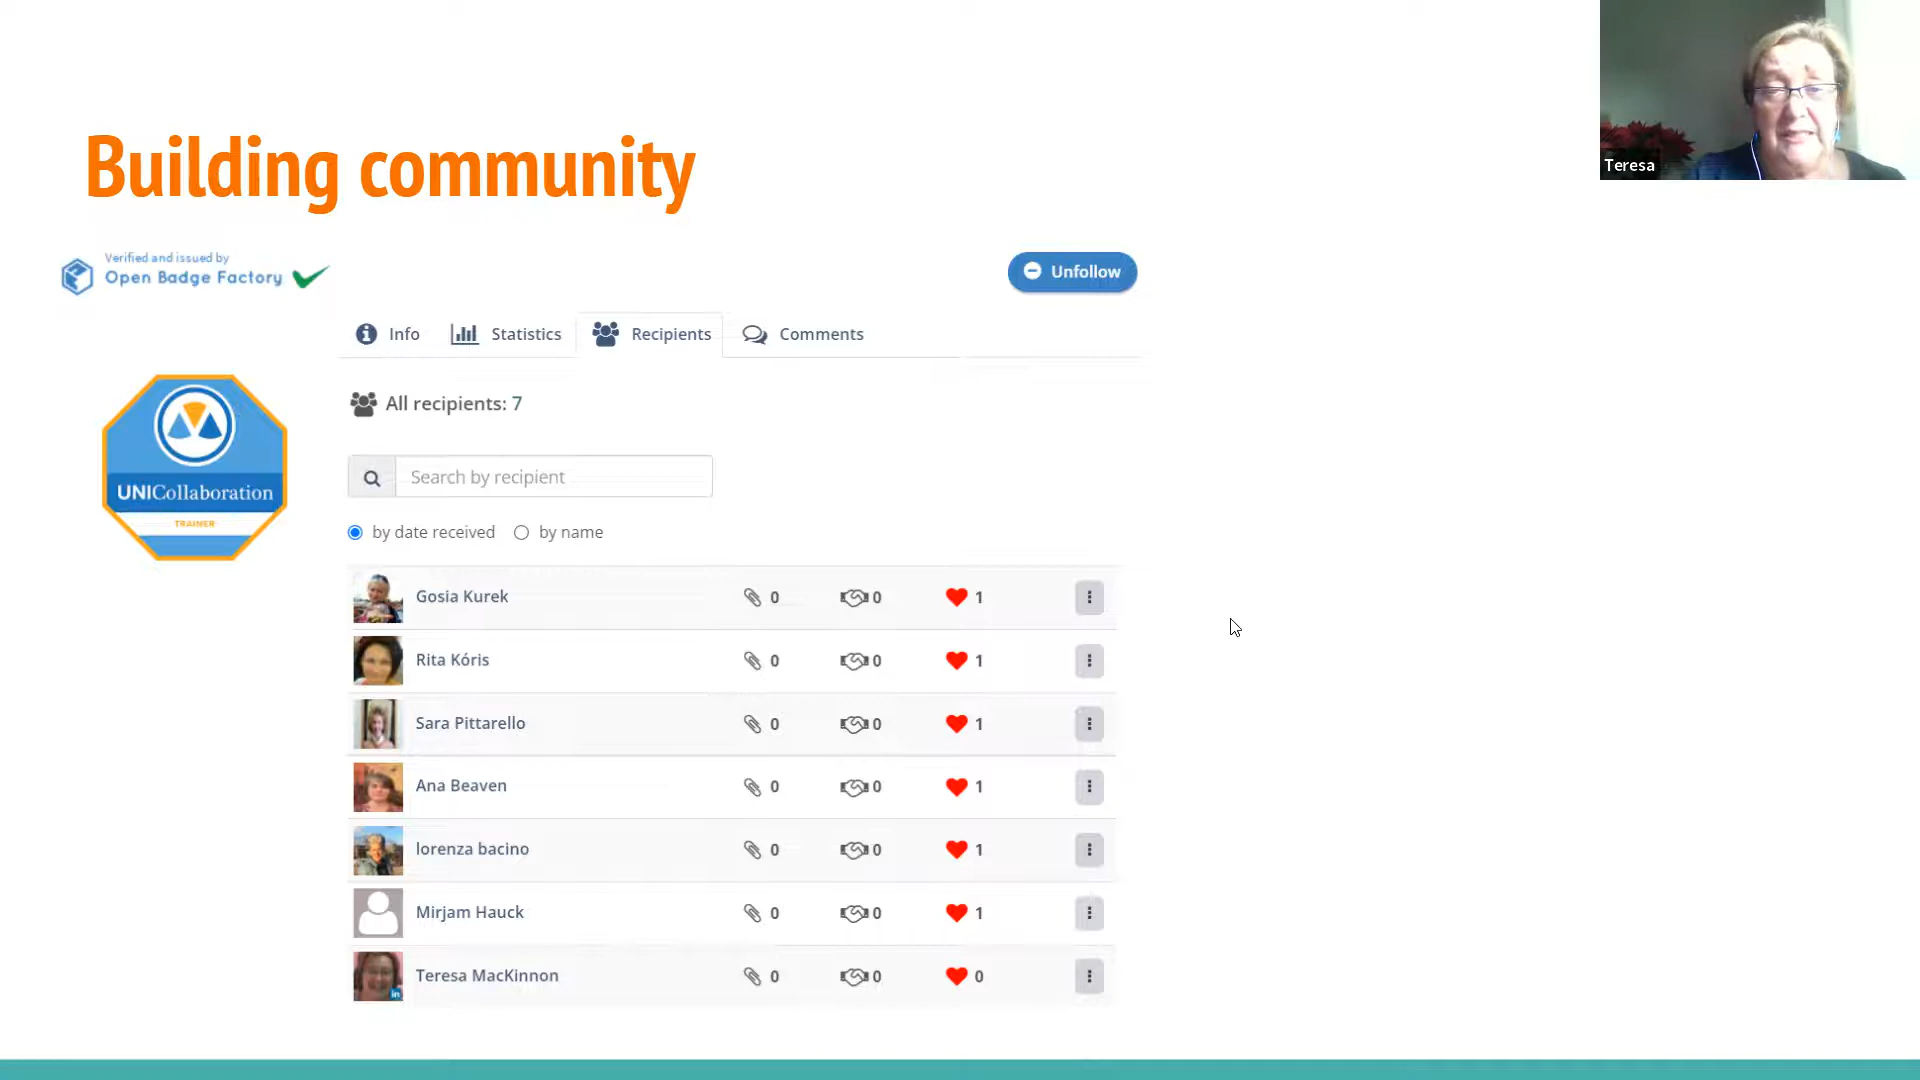 Building community
Teresa
Verified and issued by
Open Badge Factory
Unfollow
Info Statistics Recipients Comments
All recipients: 7
Search by recipient
by date received by name
UNICollaboration
TRAINER
Gosia Kurek 0 0 1
Rita Kóris 0 0 1
Sara Pittarello 0 0 1
Ana Beaven 0 0 1
lorenza bacino 0 0 1
Mirjam Hauck 0 0 1
in
Teresa MacKinnon 0 0 0